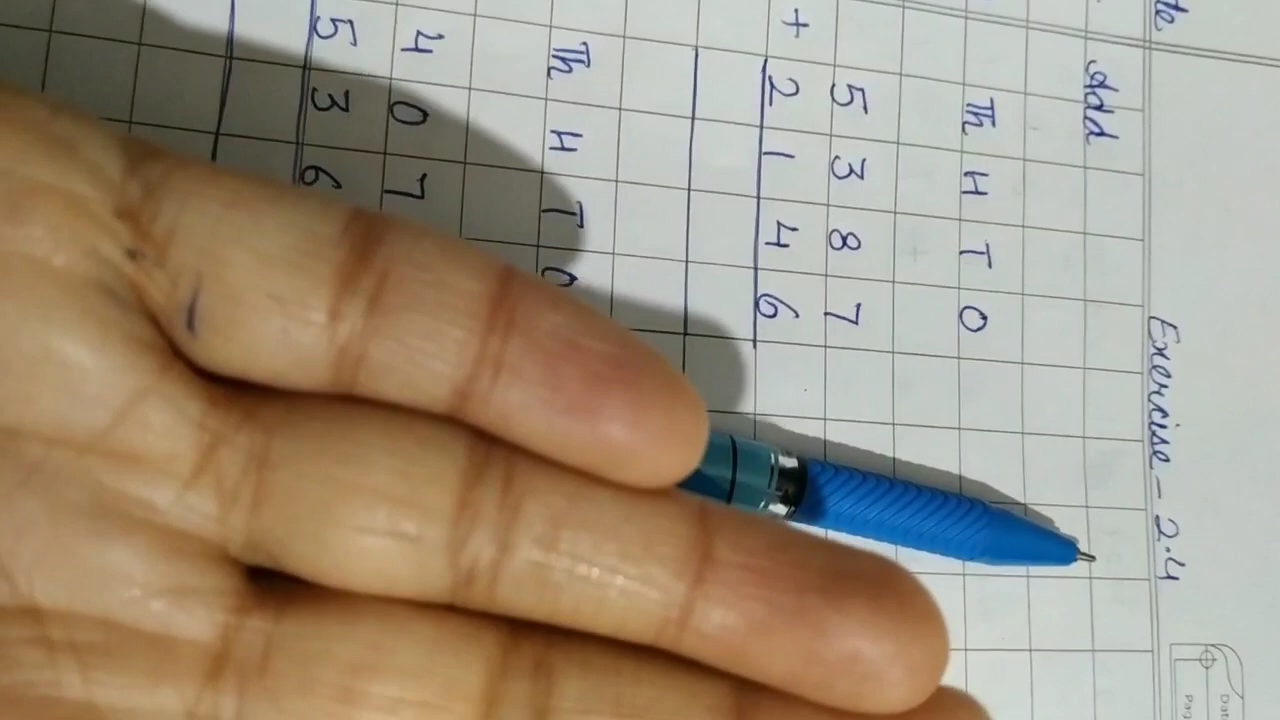 Exercise - 2.4
Add
Th H T O
5 3 8 7
+ 2 1 4 6
Th H T O
4 0 7
5 3 6